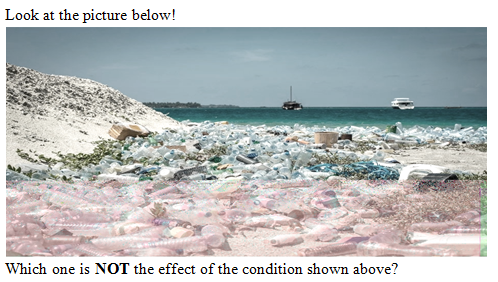 Look at the picture below!
Which one is NOT the effect of the condition shown above?